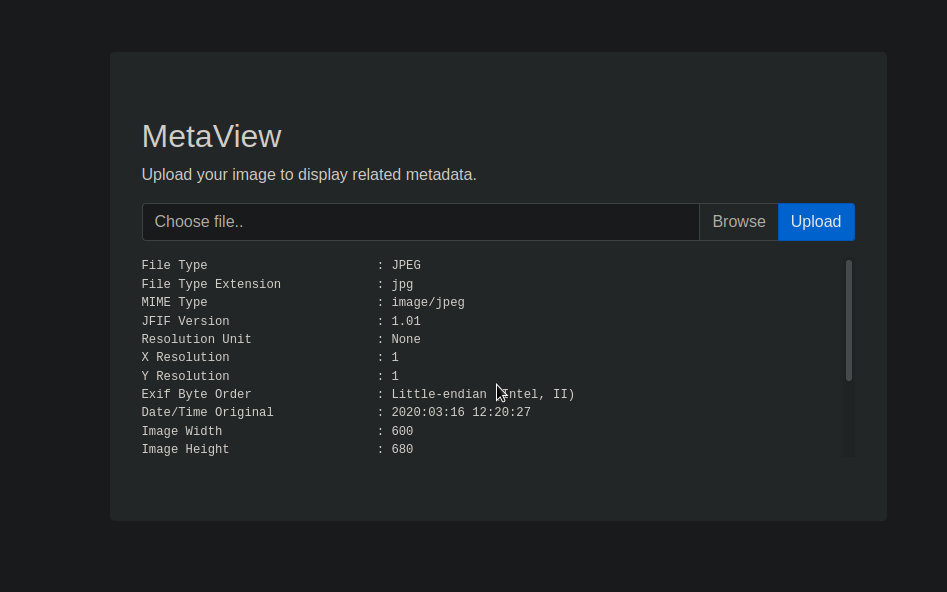 MetaView
Upload your image to display related metadata.
Choose file.. Browse Upload
File Type : JPEG
File Type Extension : jpg
MIME Type : image/jpeg
JFIF Version : 1.01
Resolution Unit : None
X Resolution : 1
Y Resolution : 1
Exif Byte Order : Little-endian (Intel, II)
Date/Time Original : 2020:03:16 12:20:27
Image Width : 600
Image Height : 680